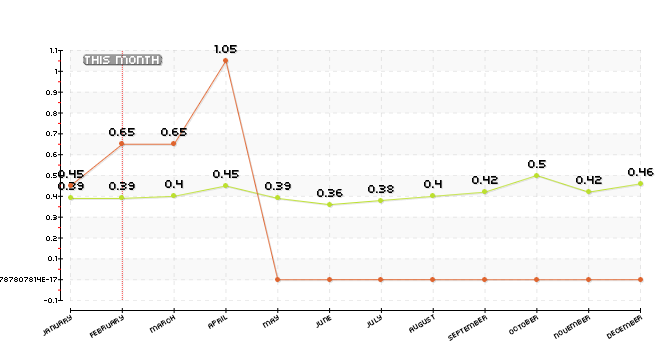 1.05
1.1
THIS MONTH
1
0.9
0.8
0.65 0.65
0.7
0.6
0.45 0.45 0.5 0.46
0.5
0.39 0.39 0.4 0.39 0.36 0.38 0.4 0.42 0.42
0.4
0.3
0.2
0.1
787807814E-17
-0.1
JANUARY FEBRUARY MARCH APRIL MAY JUNE JULY AUGUST SEPTEMBER OCTOBER NOVEMBER DECEMBER